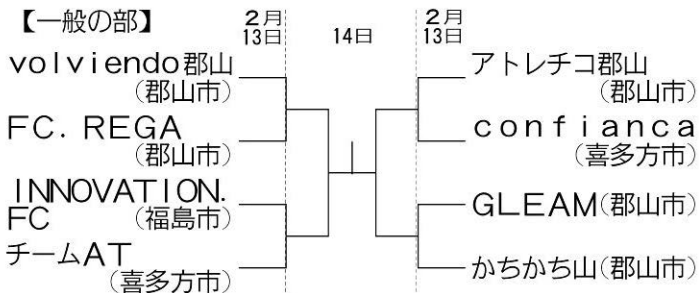 【一般の部】
2月
13日
14日
2月
13日
volviendo郡山
(郡山市)
FC. REGA
(郡山市)
INNOVATION.
FC (福島市)
チームAT
(喜多方市)
アトレチコ郡山
(郡山市)
confianca
(喜多方市)
GLEAM(郡山市)
かちかち山(郡山市)